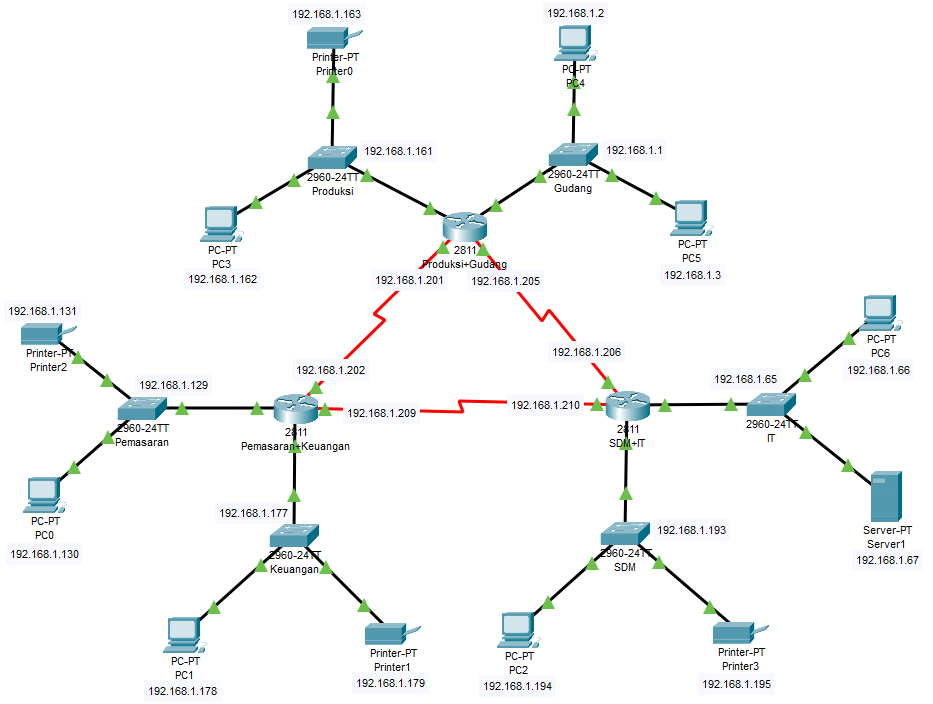 192.168.1.163
Printer-PT
Printer0
192.168.1.2
PC-PT
PC4
192.168.1.161
2960-24TT
Produksi
192.168.1.1
2960-24TT
Gudang
PC-PT
PC3
192.168.1.162
2811
Produksi+Gudang
PC-PT
PC5
192.168.1.3
192.168.1.201
192.168.1.205
192.168.1.131
Printer-PT
Printer2
192.168.1.129
2960-24TT
Pemasaran
PC-PT
PC0
192.168.1.130
192.168.1.202
2811
Pemasaran+Keuangan
192.168.1.209
192.168.1.206
192.168.1.210
2811
SDM+IT
192.168.1.65
2960-24TT
IT
PC-PT
PC6
192.168.1.66
Server-PT
Server1
192.168.1.67
192.168.1.177
2960-24TT
Keuangan
PC-PT
PC1
192.168.1.178
Printer-PT
Printer1
192.168.1.179
192.168.1.193
2960-24TT
SDM
PC-PT
PC2
192.168.1.194
Printer-PT
Printer3
192.168.1.195